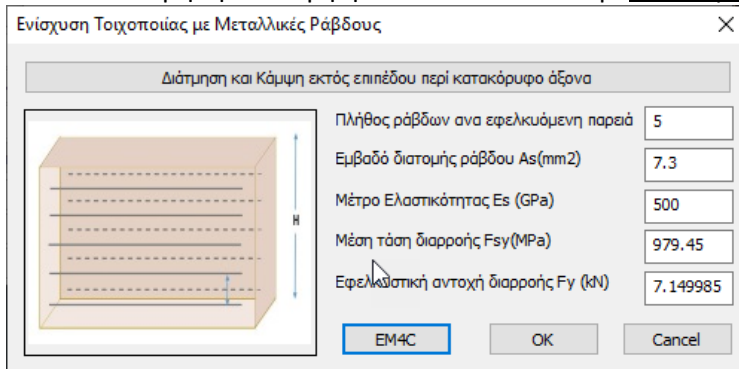 Ενίσχυση Τοιχοποιίας με Μεταλλικές Ράβδους
Διάτμηση και Κάμψη εκτός επιπέδου περί κατακόρυφο άξονα
Πλήθος ράβδων ανα εφελκυόμενη παρειά 5
Εμβαδό διατομής ράβδου As(mm2) 7.3
Μέτρο Ελαστικότητας Es (GPa) 500
H
Μέση τάση διαρροής Fsy(MPa) 979.45
Εφελκυστική αντοχή διαρροής Fy (kN) 7.149985
EM4C OK Cancel